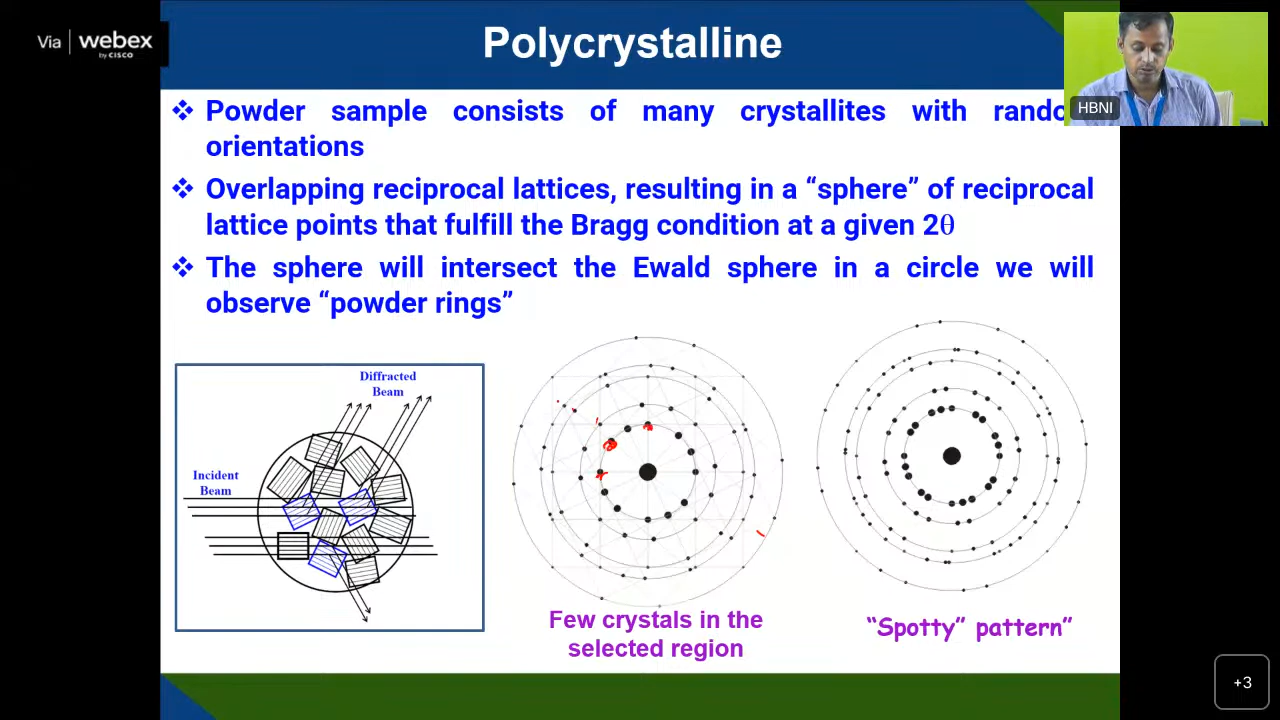 Via webex
by CISCO
Polycrystalline
HBNI
❖ Powder sample consists of many crystallites with
orientations
❖ Overlapping reciprocal lattices, resulting in a “sphere” of reciprocal
lattice points that fulfill the Bragg condition at a given 2θ
❖ The sphere will intersect the Ewald sphere in a circle we will
observe “powder rings”
Diffracted
Beam
Incident
Beam
Few crystals in the
selected region
“Spotty” pattern”
+3